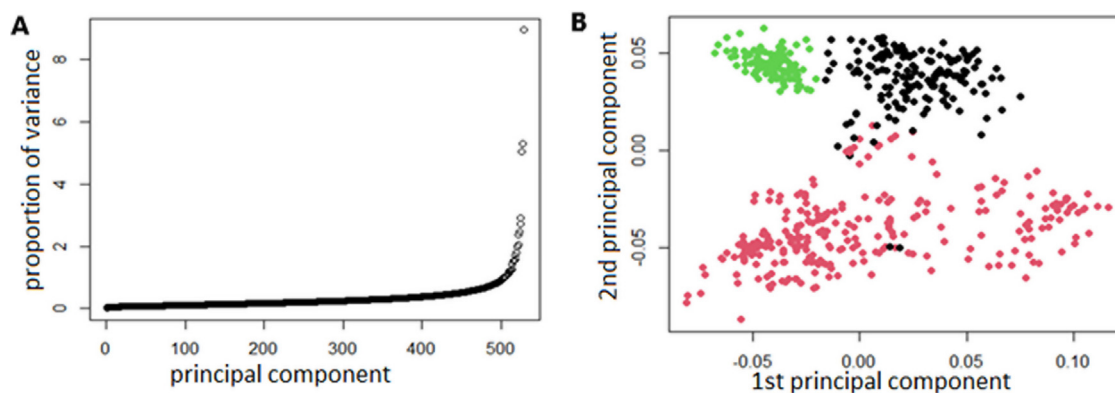 A
proportion of variance
8
6
4
2
0
0 100 200 300 400 500
principal component
B
2nd principal component
0.05
0.00
-0.05
-0.05 0.00 0.05 0.10
1st principal component